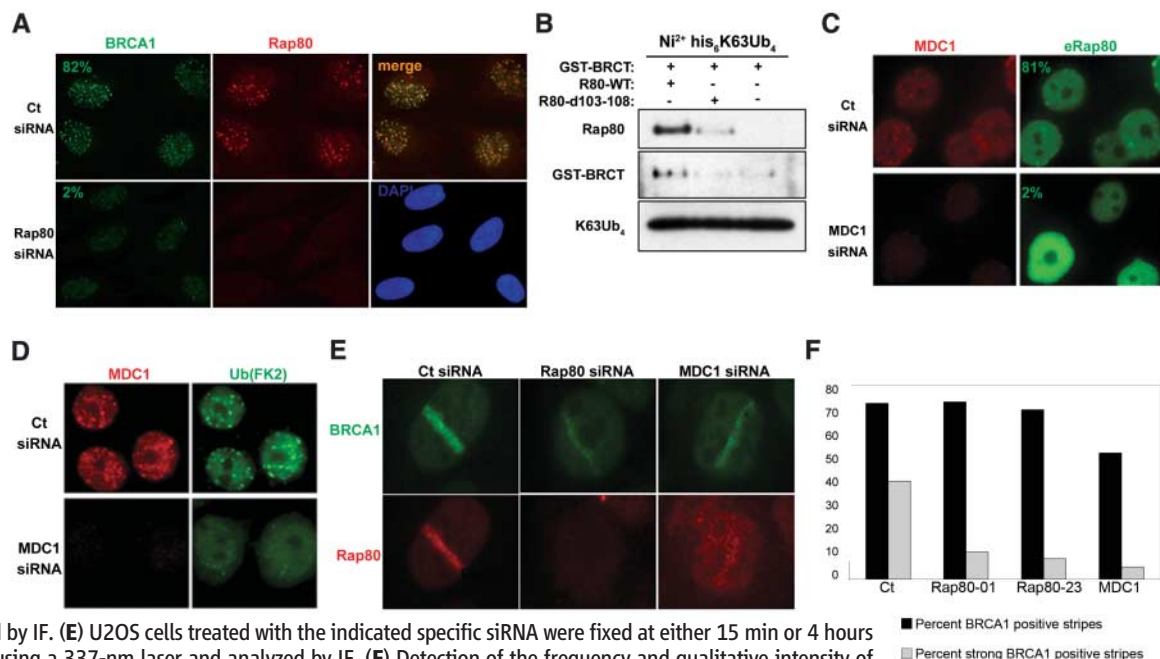 A
BRCA1 Rap80
82% merge
Ct
siRNA
2% DAPI
Rap80
siRNA
B
Ni²⁺ his₆K63Ub₄
GST-BRCT: + + +
R80-WT: + - -
R80-d103-108: - + -
Rap80
GST-BRCT
K63Ub₄
C
MDC1 eRap80
81%
Ct
siRNA
2%
MDC1
siRNA
D
MDC1 Ub(FK2)
Ct
siRNA
MDC1
siRNA
E
Ct siRNA Rap80 siRNA MDC1 siRNA
BRCA1
Rap80
F
80
70
60
50
40
30
20
10
0
Ct Rap80-01 Rap80-23 MDC1
Percent BRCA1 positive stripes
Percent strong BRCA1 positive stripes
by IF. (E) U2OS cells treated with the indicated specific siRNA were fixed at either 15 min or 4 hours
using a 337-nm laser and analyzed by IF. (F) Detection of the frequency and qualitative intensity of